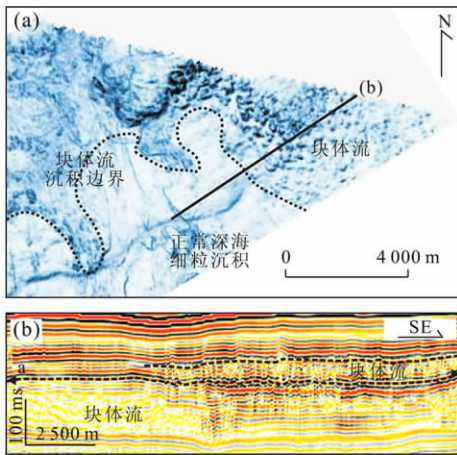 (a)
N
(b)
块体流
沉积边界
块体流
正常深海
细粒沉积
0 4 000 m
(b)
SE
a
块体流
块体流
100 ms
2 500 m